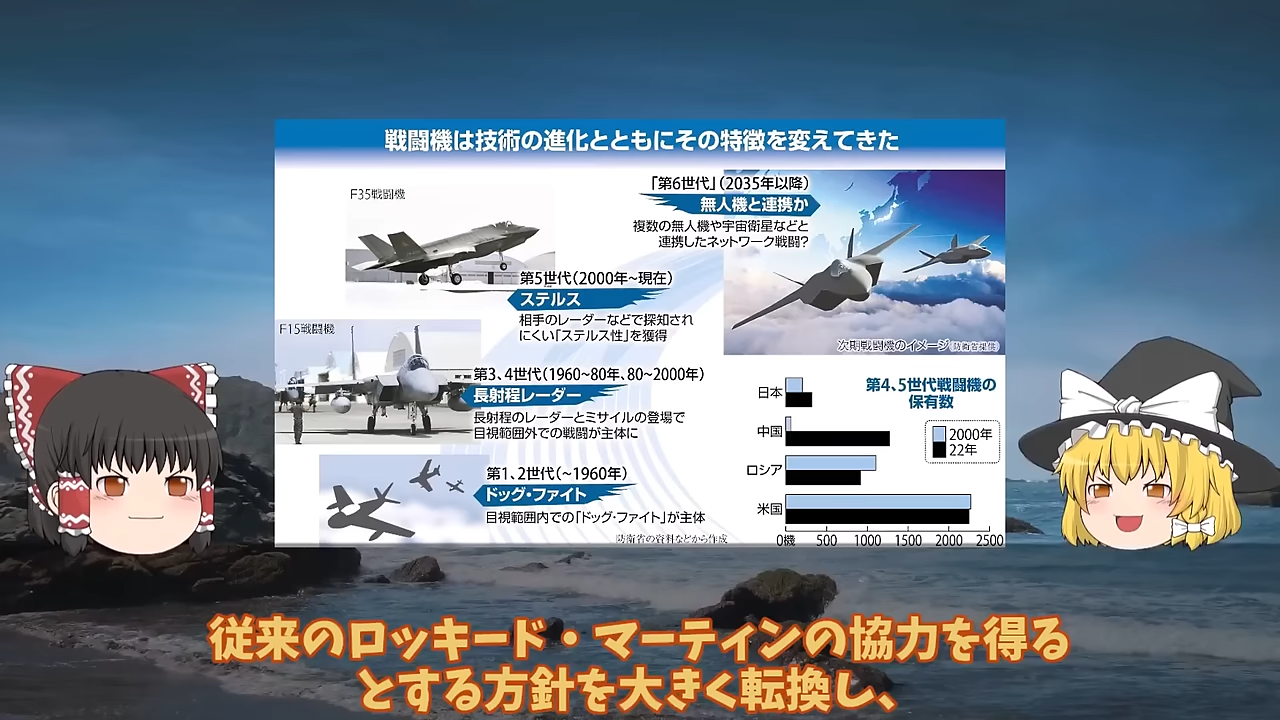 戦闘機は技術の進化とともにその特徴を変えてきた
F35戦闘機
「第6世代」(2035年以降)
無人機と連携か
複数の無人機や宇宙衛星などと
連携したネットワーク戦闘?
次期戦闘機のイメージ(防衛省提供)
第5世代(2000年~現在)
ステルス
相手のレーダーなどで探知され
にくい「ステルス性」を獲得
F15戦闘機
第3、4世代(1960~80年、80~2000年)
長射程レーダー
長射程のレーダーとミサイルの登場で
目視範囲外での戦闘が主体に
第1、2世代(~1960年)
ドッグ・ファイト
目視範囲内での「ドッグ・ファイト」が主体
防衛省の資料などから作成
第4、5世代戦闘機の
保有数
2000年
22年
日本
中国
ロシア
米国
0機 500 1000 1500 2000 2500
従来のロッキード・マーティンの協力を得る
とする方針を大きく転換し、